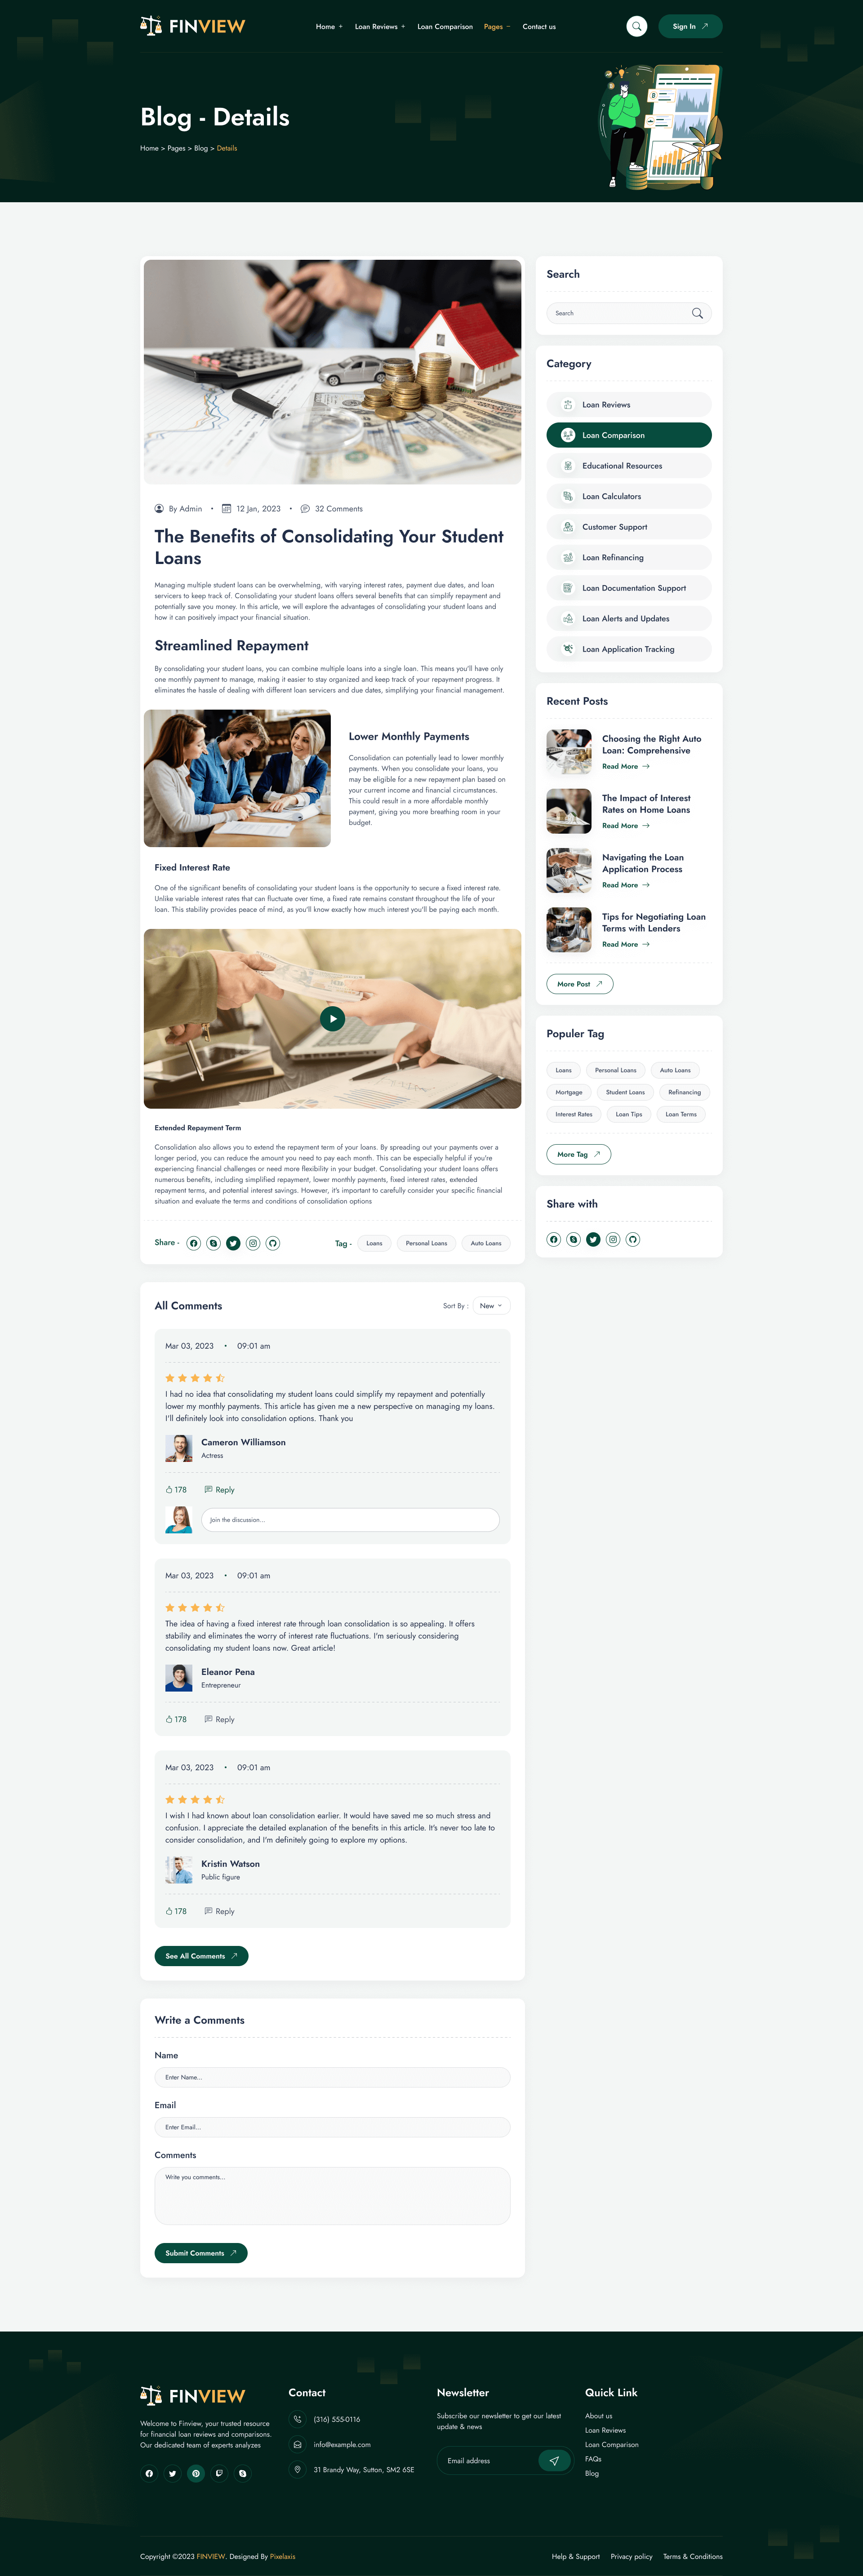 FINVIEW
Home +
Loan Reviews +
Loan Comparison
Pages −
Contact us
Sign In
Blog - Details
Home > Pages > Blog > Details
By Admin • 12 Jan, 2023 • 32 Comments
The Benefits of Consolidating Your Student
Loans
Managing multiple student loans can be overwhelming, with varying interest rates, payment due dates, and loan
servicers to keep track of. Consolidating your student loans offers several benefits that can simplify repayment and
potentially save you money. In this article, we will explore the advantages of consolidating your student loans and
how it can positively impact your financial situation.
Streamlined Repayment
By consolidating your student loans, you can combine multiple loans into a single loan. This means you'll have only
one monthly payment to manage, making it easier to stay organized and keep track of your repayment progress. It
eliminates the hassle of dealing with different loan servicers and due dates, simplifying your financial management.
Lower Monthly Payments
Consolidation can potentially lead to lower monthly
payments. When you consolidate your loans, you
may be eligible for a new repayment plan based on
your current income and financial circumstances.
This could result in a more affordable monthly
payment, giving you more breathing room in your
budget.
Fixed Interest Rate
One of the significant benefits of consolidating your student loans is the opportunity to secure a fixed interest rate.
Unlike variable interest rates that can fluctuate over time, a fixed rate remains constant throughout the life of your
loan. This stability provides peace of mind, as you'll know exactly how much interest you'll be paying each month.
Extended Repayment Term
Consolidation also allows you to extend the repayment term of your loans. By spreading out your payments over a
longer period, you can reduce the amount you need to pay each month. This can be especially helpful if you're
experiencing financial challenges or need more flexibility in your budget. Consolidating your student loans offers
numerous benefits, including simplified repayment, lower monthly payments, fixed interest rates, extended
repayment terms, and potential interest savings. However, it's important to carefully consider your specific financial
situation and evaluate the terms and conditions of consolidation options
Share -
Tag - Loans Personal Loans Auto Loans
Search
Search
Category
Loan Reviews
Loan Comparison
Educational Resources
Loan Calculators
Customer Support
Loan Refinancing
Loan Documentation Support
Loan Alerts and Updates
Loan Application Tracking
Recent Posts
Choosing the Right Auto
Loan: Comprehensive
Read More
The Impact of Interest
Rates on Home Loans
Read More
Navigating the Loan
Application Process
Read More
Tips for Negotiating Loan
Terms with Lenders
Read More
More Post
Populer Tag
Loans Personal Loans Auto Loans
Mortgage Student Loans Refinancing
Interest Rates Loan Tips Loan Terms
More Tag
Share with
All Comments
Sort By : New
Mar 03, 2023 • 09:01 am
I had no idea that consolidating my student loans could simplify my repayment and potentially
lower my monthly payments. This article has given me a new perspective on managing my loans.
I'll definitely look into consolidation options. Thank you
Cameron Williamson
Actress
178 Reply
Join the discussion...
Mar 03, 2023 • 09:01 am
The idea of having a fixed interest rate through loan consolidation is so appealing. It offers
stability and eliminates the worry of interest rate fluctuations. I'm seriously considering
consolidating my student loans now. Great article!
Eleanor Pena
Entrepreneur
178 Reply
Mar 03, 2023 • 09:01 am
I wish I had known about loan consolidation earlier. It would have saved me so much stress and
confusion. I appreciate the detailed explanation of the benefits in this article. It's never too late to
consider consolidation, and I'm definitely going to explore my options.
Kristin Watson
Public figure
178 Reply
See All Comments
Write a Comments
Name
Enter Name...
Email
Enter Email...
Comments
Write you comments...
Submit Comments
FINVIEW
Welcome to Finview, your trusted resource
for financial loan reviews and comparisons.
Our dedicated team of experts analyzes
Contact
(316) 555-0116
info@example.com
31 Brandy Way, Sutton, SM2 6SE
Newsletter
Subscribe our newsletter to get our latest
update & news
Email address
Quick Link
About us
Loan Reviews
Loan Comparison
FAQs
Blog
Copyright ©2023 FINVIEW. Designed By Pixelaxis
Help & Support Privacy policy Terms & Conditions